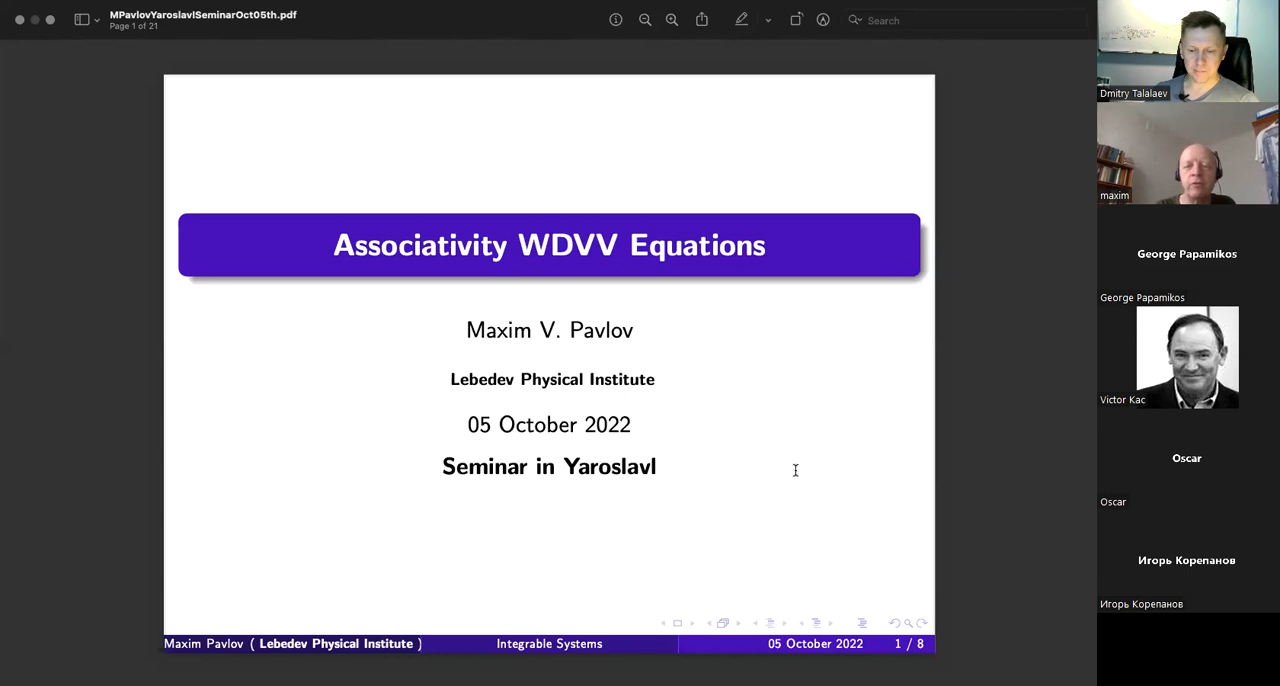 MPavlovYaroslavlSeminarOct05th.pdf
Page 1 of 21
Search
Associativity WDVV Equations
Maxim V. Pavlov
Lebedev Physical Institute
05 October 2022
Seminar in Yaroslavl
Maxim Pavlov ( Lebedev Physical Institute )
Integrable Systems
05 October 2022
1 / 8
Dmitry Talalaev
maxim
George Papamikos
George Papamikos
Victor Kac
Oscar
Oscar
Игорь Корепанов
Игорь Корепанов